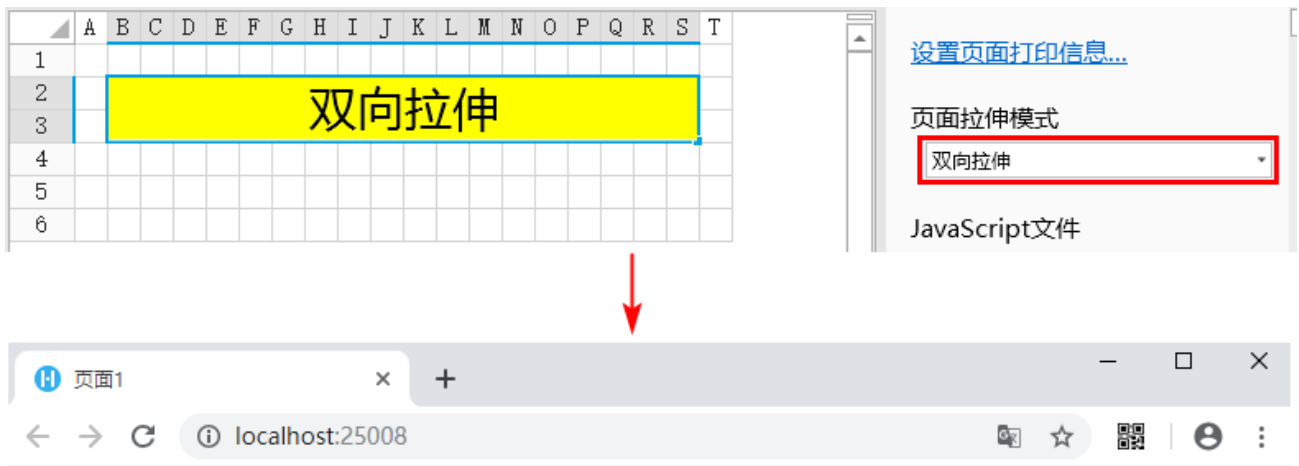 A B C D E F G H I J K L M N O P Q R S T
1
2
3
4
5
6
双向拉伸
设置页面打印信息...
页面拉伸模式
双向拉伸
JavaScript文件
页面1
localhost:25008